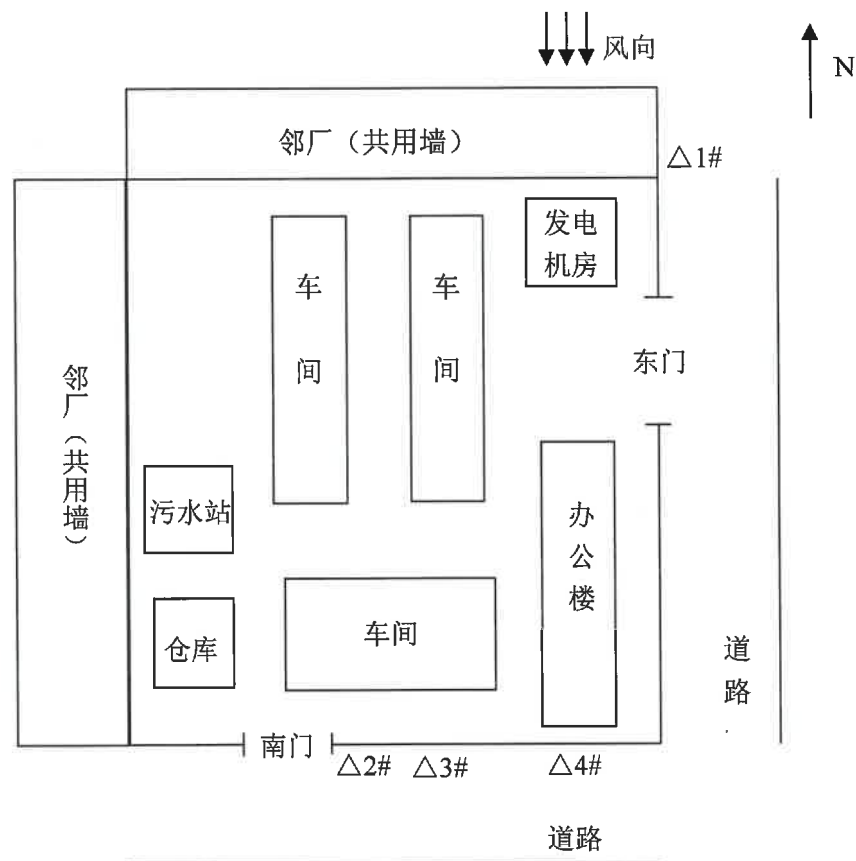 风向
N
邻厂（共用墙）
△1#
发电
机房
车
间
车
间
东门
邻厂（共用墙）
污水站
办
公
楼
仓库
车间
道
路
南门
△2#
△3#
△4#
道路